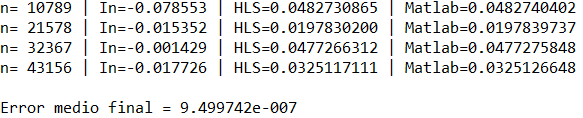 n= 10789 | In=-0.078553 | HLS=0.0482730865 | Matlab=0.0482740402
n= 21578 | In=-0.015352 | HLS=0.0197830200 | Matlab=0.0197839737
n= 32367 | In=-0.001429 | HLS=0.0477266312 | Matlab=0.0477275848
n= 43156 | In=-0.017726 | HLS=0.0325117111 | Matlab=0.0325126648
Error medio final = 9.499742e-007